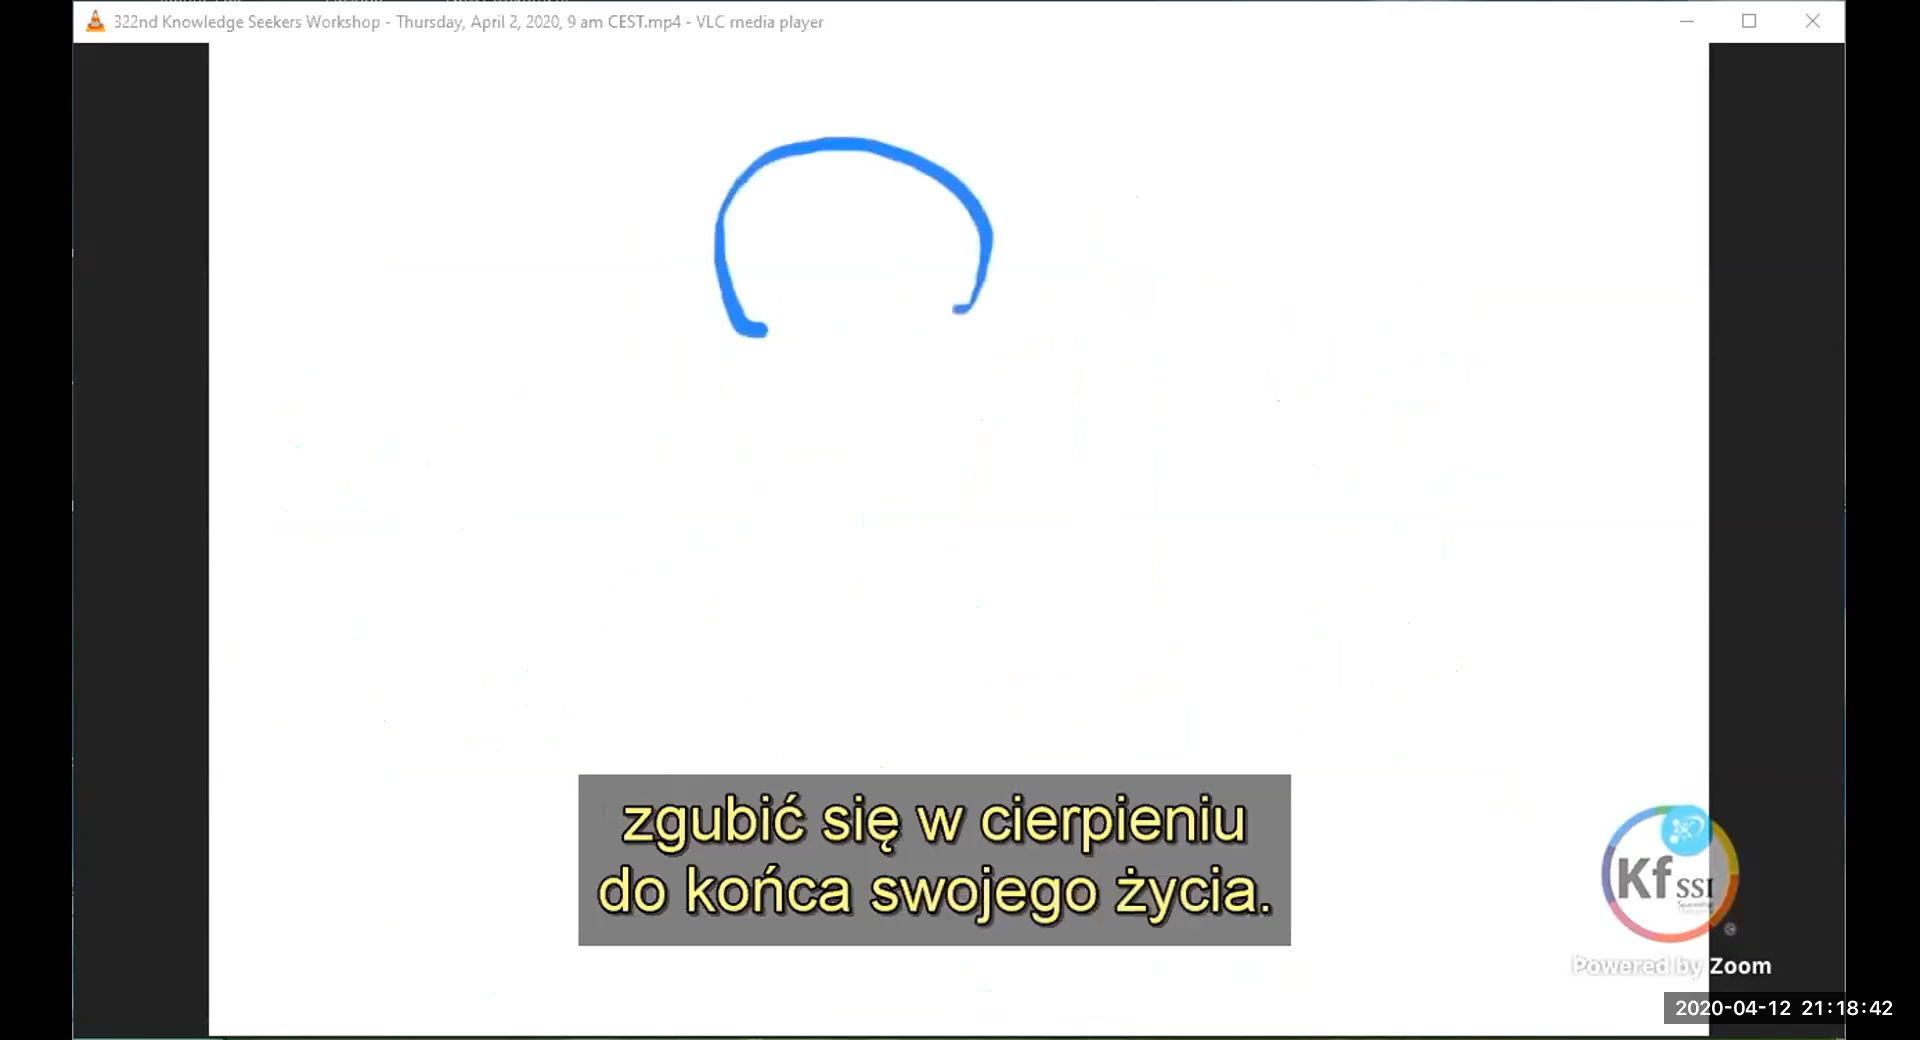 322nd Knowledge Seekers Workshop - Thursday, April 2, 2020, 9 am CEST.mp4 - VLC media player
zgubić się w cierpieniu
do końca swojego życia.
Kf SSI
Powered by Zoom
2020-04-12 21:18:42